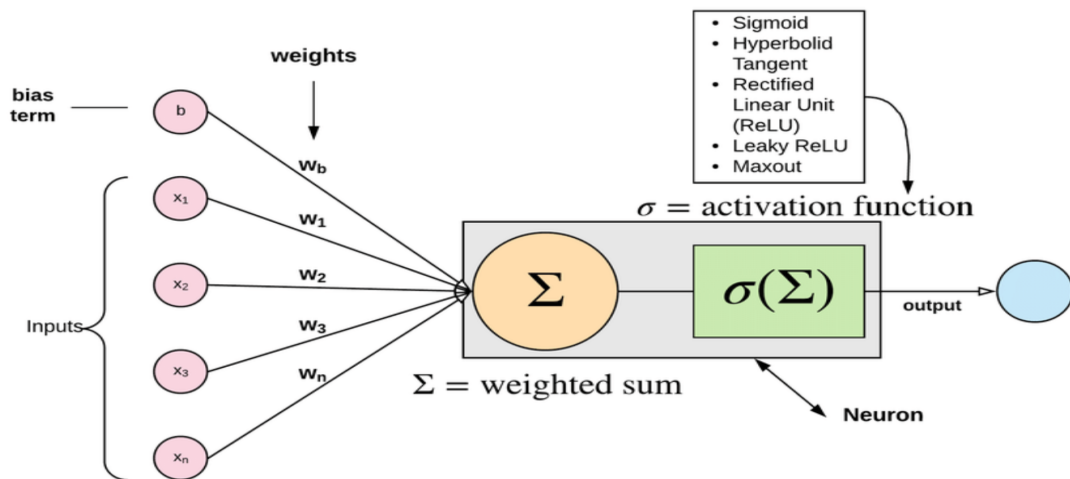 bias
term
b
x1
x2
x3
xn
Inputs
weights
wb
w1
w2
w3
wn
• Sigmoid
• Hyperbolid
Tangent
• Rectified
Linear Unit
(ReLU)
• Leaky ReLU
• Maxout
σ = activation function
Σ
σ(Σ)
output
Σ = weighted sum
Neuron